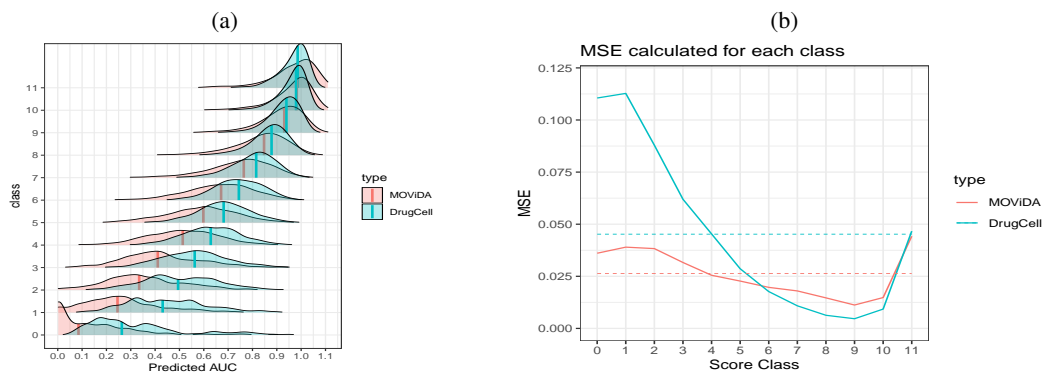 (a)
class
11
10
9
8
7
6
5
4
3
2
1
0
0.0 0.1 0.2 0.3 0.4 0.5 0.6 0.7 0.8 0.9 1.0 1.1
Predicted AUC
type
MOViDA
DrugCell
(b)
MSE calculated for each class
MSE
0.125
0.100
0.075
0.050
0.025
0.000
0 1 2 3 4 5 6 7 8 9 10 11
Score Class
type
MOViDA
DrugCell